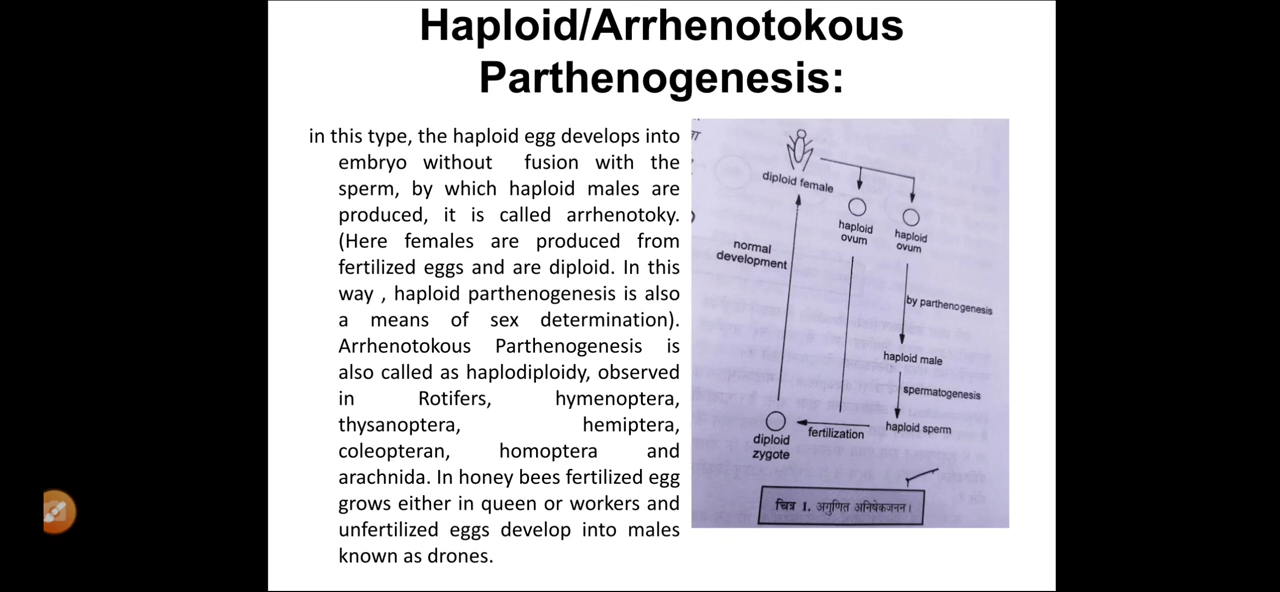 Haploid/Arrhenotokous
Parthenogenesis:
in this type, the haploid egg develops into
embryo without fusion with the
sperm, by which haploid males are
produced, it is called arrhenotoky.
(Here females are produced from
fertilized eggs and are diploid. In this
way , haploid parthenogenesis is also
a means of sex determination).
Arrhenotokous Parthenogenesis is
also called as haplodiploidy, observed
in Rotifers, hymenoptera,
thysanoptera, hemiptera,
coleopteran, homoptera and
arachnida. In honey bees fertilized egg
grows either in queen or workers and
unfertilized eggs develop into males
known as drones.
diploid female
haploid
ovum
haploid
ovum
normal
development
by parthenogenesis
haploid male
spermatogenesis
haploid sperm
fertilization
diploid
zygote
चित्र 1. अगुणित अनिषेकजनन।